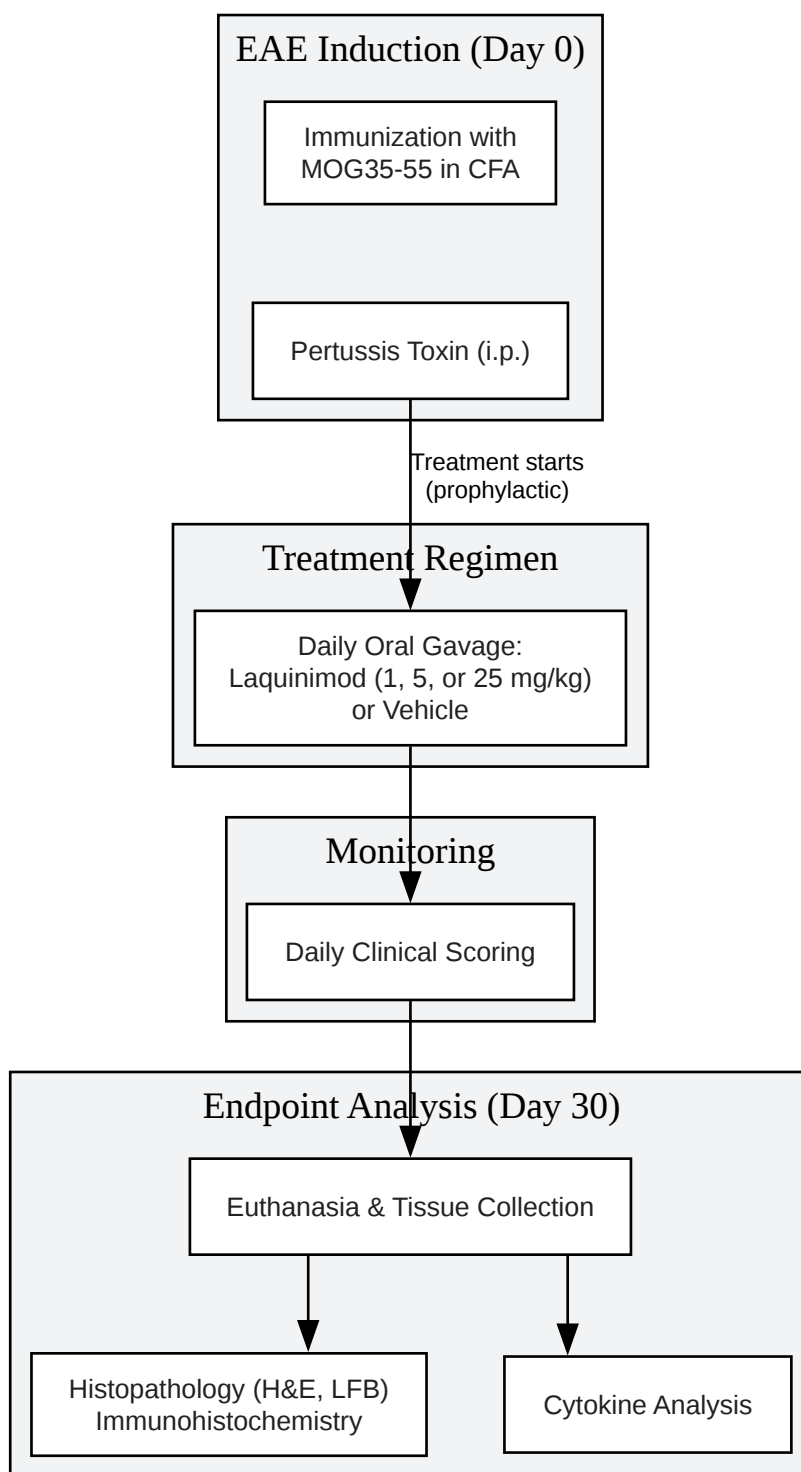 EAE Induction (Day 0)
Immunization with
MOG35-55 in CFA
Pertussis Toxin (i.p.)
Treatment starts
(prophylactic)
Treatment Regimen
Daily Oral Gavage:
Laquinimod (1, 5, or 25 mg/kg)
or Vehicle
Monitoring
Daily Clinical Scoring
Endpoint Analysis (Day 30)
Euthanasia & Tissue Collection
Histopathology (H&E, LFB)
Immunohistochemistry
Cytokine Analysis